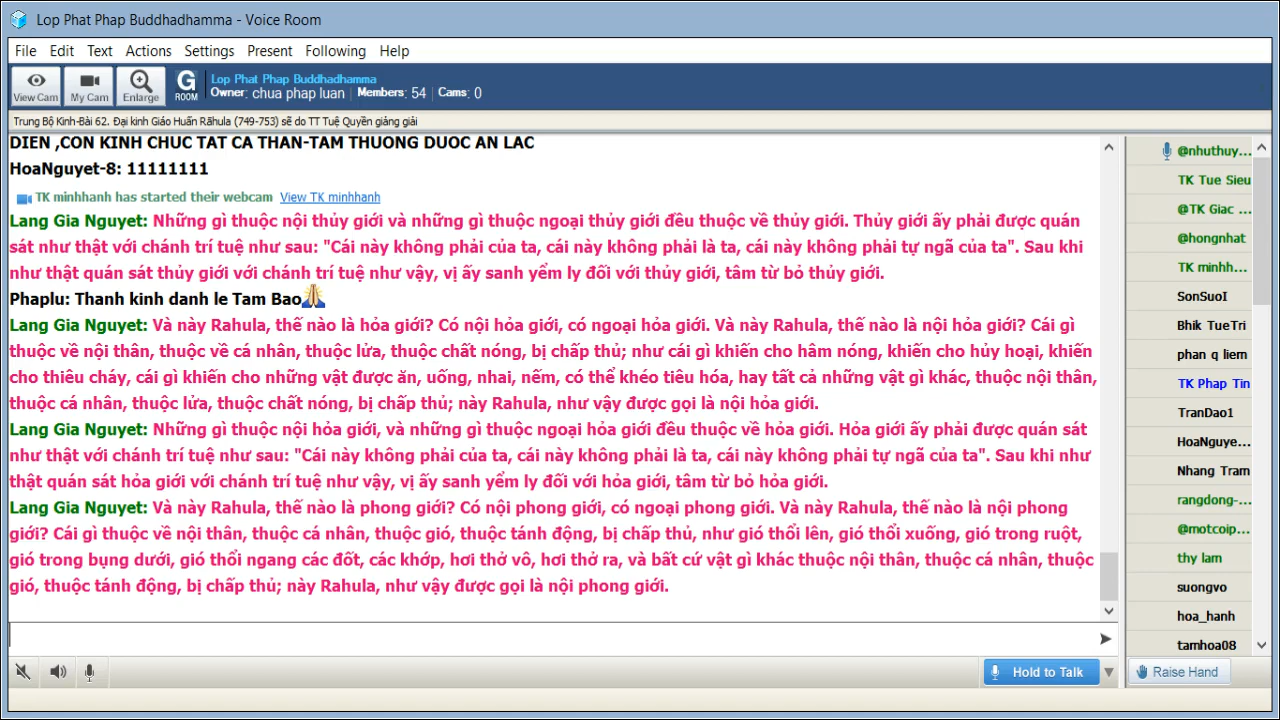 Lop Phat Phap Buddhadhamma - Voice Room
File Edit Text Actions Settings Present Following Help
View Cam My Cam Enlarge G ROOM
Lop Phat Phap Buddhadhamma
Owner: chua phap luan Members: 54 Cams: 0
Trung Bộ Kinh-Bài 62. Đại kinh Giáo Huấn Rāhula (749-753) sẽ do TT Tuệ Quyền giảng giải
DIEN ,CON KINH CHUC TAT CA THAN-TAM THUONG DUOC AN LAC
HoaNguyet-8: 11111111
TK minhhanh has started their webcam View TK minhhanh
Lang Gia Nguyet: Những gì thuộc nội thủy giới và những gì thuộc ngoại thủy giới đều thuộc về thủy giới. Thủy giới ấy phải được quán
sát như thật với chánh trí tuệ như sau: "Cái này không phải của ta, cái này không phải là ta, cái này không phải tự ngã của ta". Sau khi
như thật quán sát thủy giới với chánh trí tuệ như vậy, vị ấy sanh yểm ly đối với thủy giới, tâm từ bỏ thủy giới.
Phaplu: Thanh kinh danh le Tam Bao
Lang Gia Nguyet: Và này Rahula, thế nào là hỏa giới? Có nội hỏa giới, có ngoại hỏa giới. Và này Rahula, thế nào là nội hỏa giới? Cái gì
thuộc về nội thân, thuộc về cá nhân, thuộc lửa, thuộc chất nóng, bị chấp thủ; như cái gì khiến cho hâm nóng, khiến cho hủy hoại, khiến
cho thiêu cháy, cái gì khiến cho những vật được ăn, uống, nhai, nếm, có thể khéo tiêu hóa, hay tất cả những vật gì khác, thuộc nội thân,
thuộc cá nhân, thuộc lửa, thuộc chất nóng, bị chấp thủ; này Rahula, như vậy được gọi là nội hỏa giới.
Lang Gia Nguyet: Những gì thuộc nội hỏa giới, và những gì thuộc ngoại hỏa giới đều thuộc về hỏa giới. Hỏa giới ấy phải được quán sát
như thật với chánh trí tuệ như sau: "Cái này không phải của ta, cái này không phải là ta, cái này không phải tự ngã của ta". Sau khi như
thật quán sát hỏa giới với chánh trí tuệ như vậy, vị ấy sanh yểm ly đối với hỏa giới, tâm từ bỏ hỏa giới.
Lang Gia Nguyet: Và này Rahula, thế nào là phong giới? Có nội phong giới, có ngoại phong giới. Và này Rahula, thế nào là nội phong
giới? Cái gì thuộc về nội thân, thuộc cá nhân, thuộc gió, thuộc tánh động, bị chấp thủ, như gió thổi lên, gió thổi xuống, gió trong ruột,
gió trong bụng dưới, gió thổi ngang các đốt, các khớp, hơi thở vô, hơi thở ra, và bất cứ vật gì khác thuộc nội thân, thuộc cá nhân, thuộc
gió, thuộc tánh động, bị chấp thủ; này Rahula, như vậy được gọi là nội phong giới.
@nhuthuy...
TK Tue Sieu
@TK Giac ...
@hongnhat
TK minhh...
SonSuoI
Bhik TueTri
phan q liem
TK Phap Tin
TranDao1
HoaNguye...
Nhang Tram
rangdong-...
@motcoip...
thy lam
suongvo
hoa_hanh
tamhoa08
Hold to Talk
Raise Hand